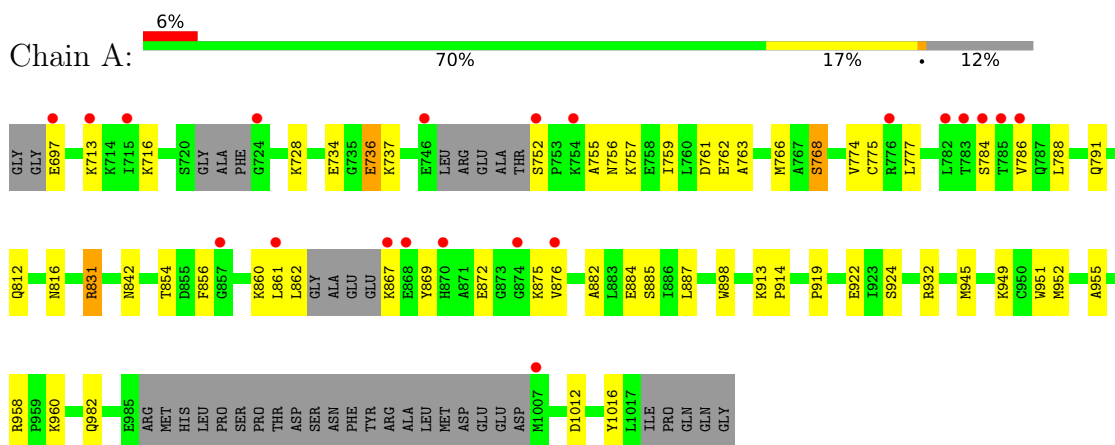 6%
Chain A:
70% 17% • 12%
GLY GLY E697 K713 K714 I715 K716 S720 GLY ALA PHE G724 K728 E734 G735 E736 K737 E746 LEU ARG GLU ALA THR S752 P753 K754 A755 N756 K757 E758 I759 L760 D761 E762 A763 M766 A767 S768 V774 C775 R776 L777 L782 T783 S784 T785 V786 Q787 L788 Q791
Q812 N816 R831 N842 T854 D855 F856 G857 K860 L861 L862 GLY ALA GLU GLU K867 E868 Y869 H870 A871 E872 G873 G874 K875 V876 A882 L883 E884 S885 I886 L887 W898 K913 P914 P919 E922 I923 S924 R932 M945 K949 C950 W951 M952 A955
R958 P959 K960 Q982 E985 ARG MET HIS LEU PRO SER PRO THR ASP SER ASN PHE TYR ARG ALA LEU MET ASP GLU GLU ASP M1007 D1012 Y1016 L1017 ILE PRO GLN GLN GLY